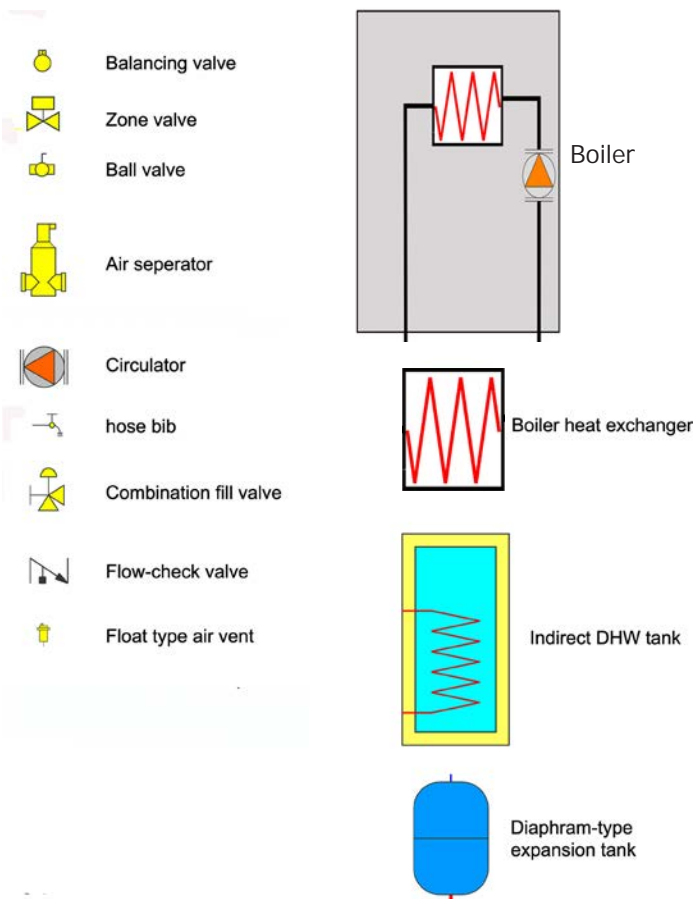 Balancing valve
Zone valve
Ball valve
Air seperator
Circulator
hose bib
Combination fill valve
Flow-check valve
Float type air vent
Boiler
Boiler heat exchanger
Indirect DHW tank
Diaphram-type
expansion tank